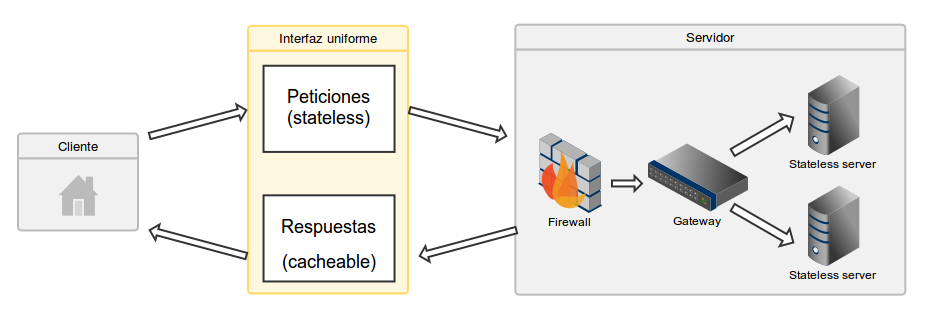 Cliente
Interfaz uniforme
Peticiones
(stateless)
Respuestas
(cacheable)
Servidor
Firewall
Gateway
Stateless server
Stateless server